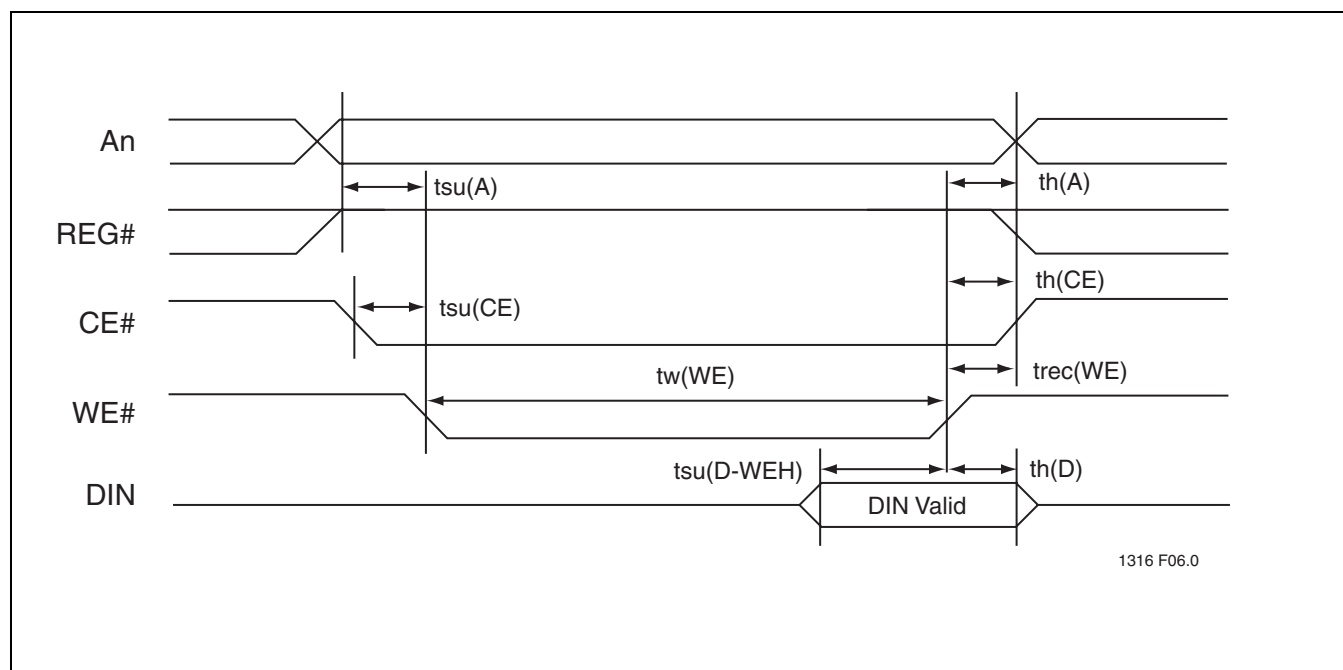 An
tsu(A)
th(A)
REG#
th(CE)
tsu(CE)
CE#
tw(WE)
trec(WE)
WE#
tsu(D-WEH)
th(D)
DIN
DIN Valid
1316 F06.0